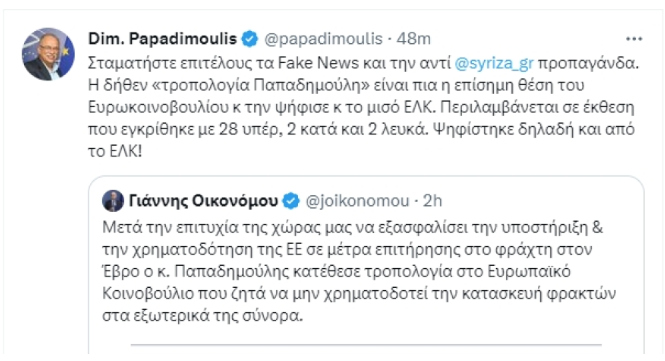 Dim. Papadimoulis @papadimoulis · 48m
Σταματήστε επιτέλους τα Fake News και την αντί @syriza_gr προπαγάνδα.
Η δήθεν «τροπολογία Παπαδημούλη» είναι πια η επίσημη θέση του
Ευρωκοινοβουλίου κ την ψήφισε κ το μισό ΕΛΚ. Περιλαμβάνεται σε έκθεση
που εγκρίθηκε με 28 υπέρ, 2 κατά και 2 λευκά. Ψηφίστηκε δηλαδή και από
το ΕΛΚ!
Γιάννης Οικονόμου @joikonomou · 2h
Μετά την επιτυχία της χώρας μας να εξασφαλίσει την υποστήριξη &
την χρηματοδότηση της ΕΕ σε μέτρα επιτήρησης στο φράχτη στον
Έβρο ο κ. Παπαδημούλης κατέθεσε τροπολογία στο Ευρωπαϊκό
Κοινοβούλιο που ζητά να μην χρηματοδοτεί την κατασκευή φρακτών
στα εξωτερικά της σύνορα.